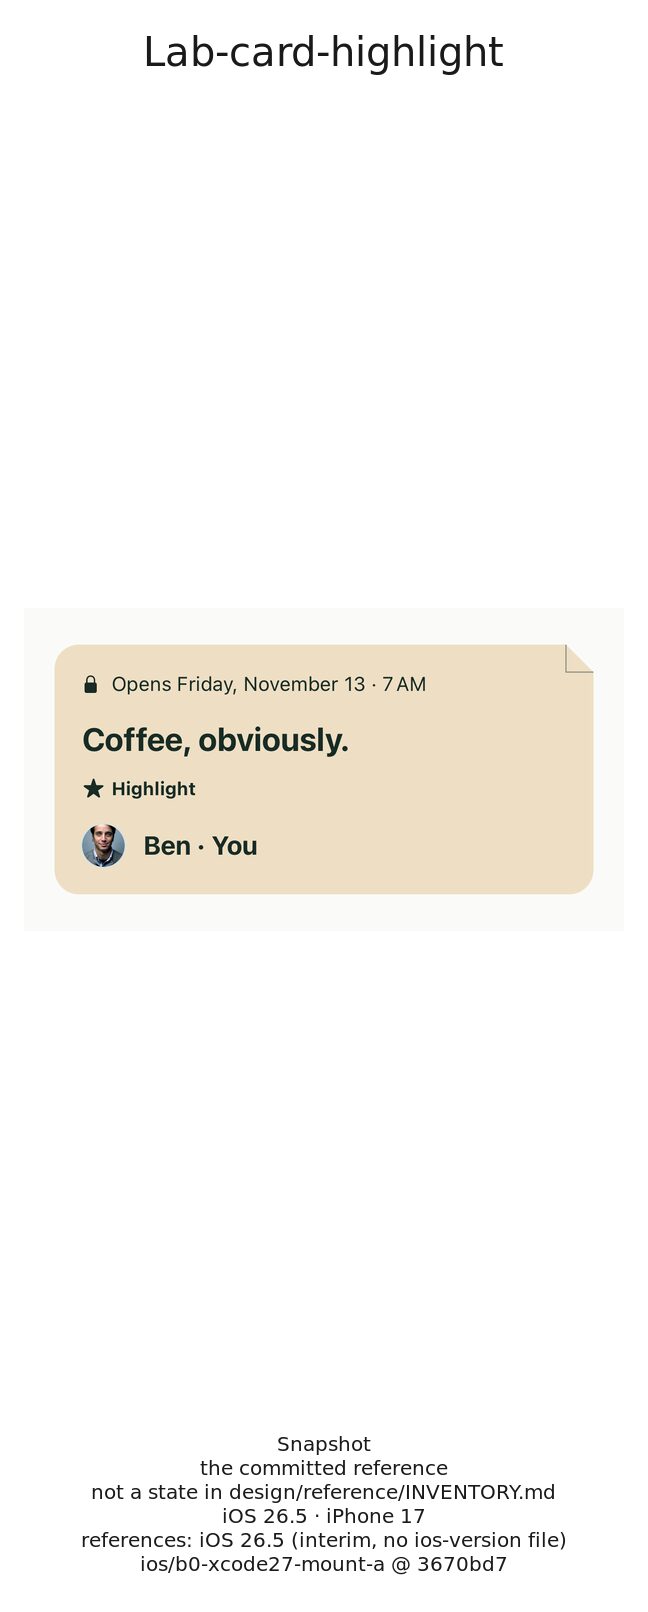 Lab-card-highlight
Opens Friday, November 13 · 7 AM
Coffee, obviously.
Highlight
Ben · You
Snapshot
the committed reference
not a state in design/reference/INVENTORY.md
iOS 26.5 · iPhone 17
references: iOS 26.5 (interim, no ios-version file)
ios/b0-xcode27-mount-a @ 3670bd7